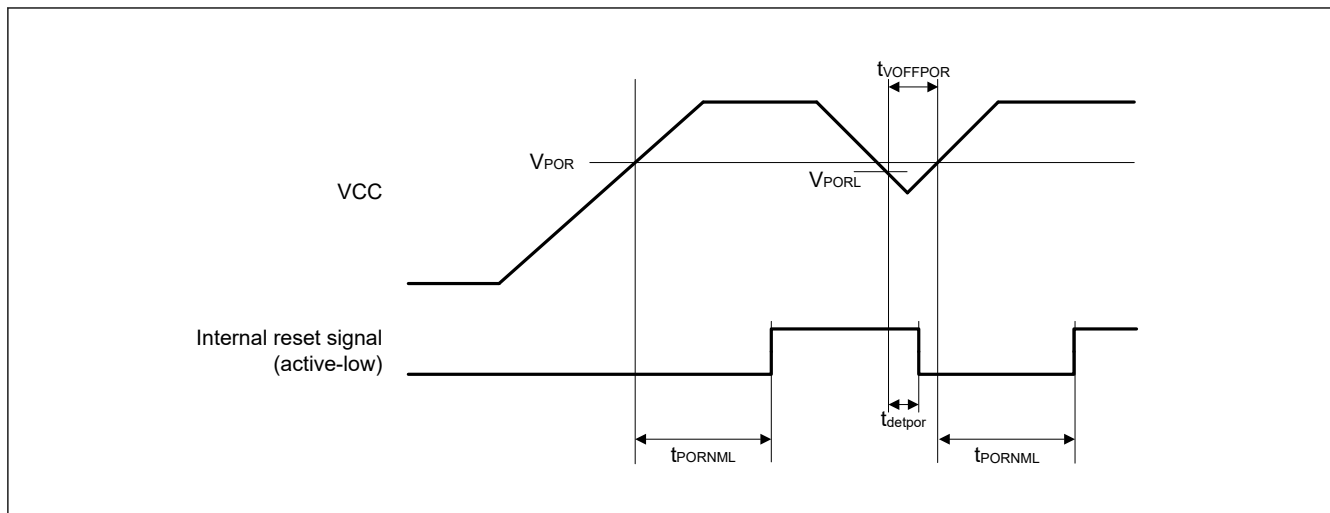 tVOFFPOR
VPOR
VPORL
VCC
Internal reset signal
(active-low)
tdetpor
tPORNML
tPORNML